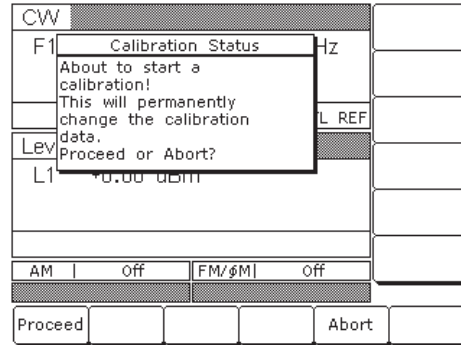 CW
F1
Hz
Calibration Status
About to start a
calibration!
This will permanently
change the calibration
data.
Proceed or Abort?
L REF
Lev
L1
AM | Off
FM/ϕM| Off
Proceed
Abort